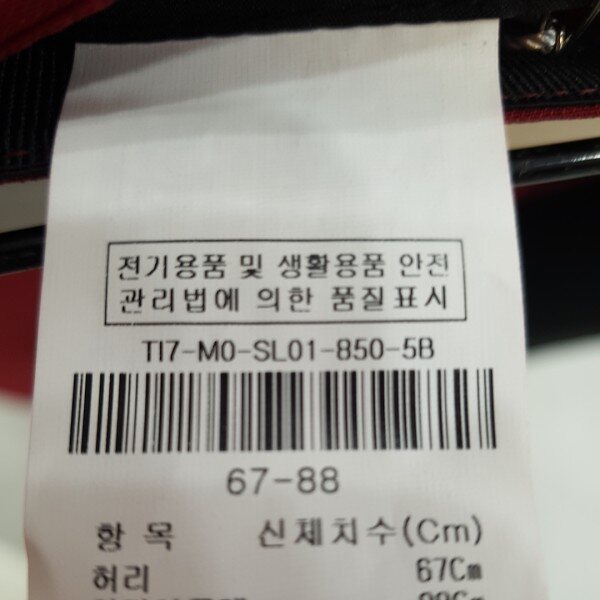 전기용품 및 생활용품 안전
관리법에 의한 품질표시
TI7-M0-SL01-850-5B
67-88
항 목 신체치수(Cm)
허리 67Cm